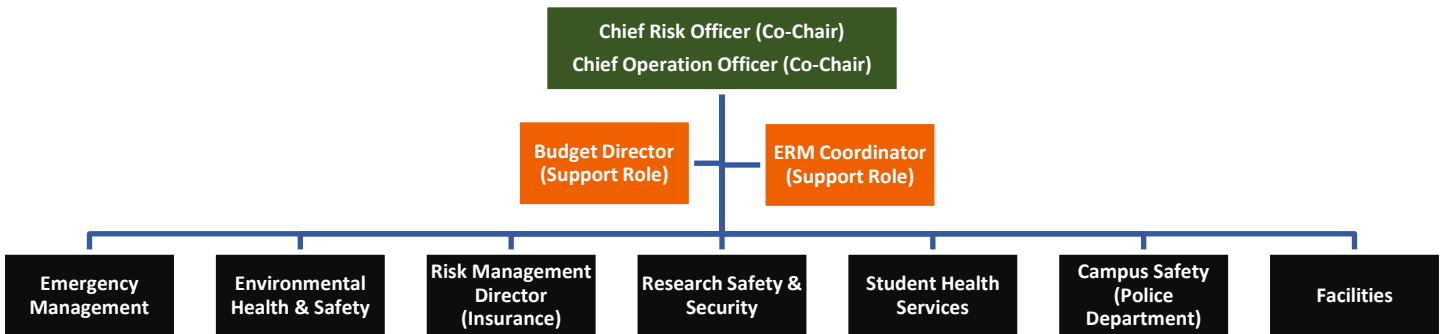 Chief Risk Officer (Co-Chair)
Chief Operation Officer (Co-Chair)
Budget Director
(Support Role)
ERM Coordinator
(Support Role)
Emergency
Management
Environmental
Health & Safety
Risk Management
Director
(Insurance)
Research Safety &
Security
Student Health
Services
Campus Safety
(Police
Department)
Facilities